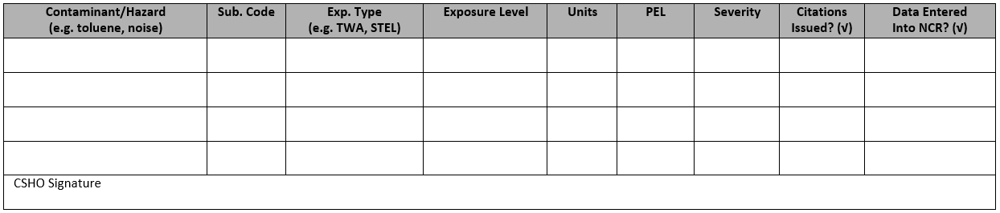 Contaminant/Hazard Sub. Code Exp. Type Exposure Level Units PEL Severity Citations Data Entered
(e.g. toluene, noise) (e.g. TWA, STEL) Issued? (√) Into NCR? (√)
CSHO Signature